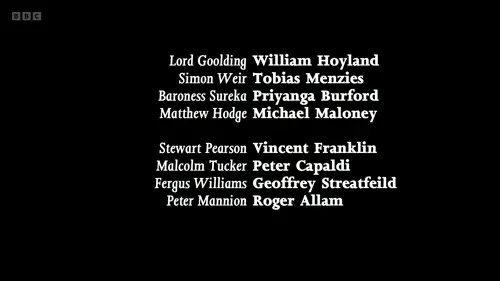 BBC
Lord Goolding William Hoyland
Simon Weir Tobias Menzies
Baroness Sureka Priyanga Burford
Matthew Hodge Michael Maloney
Stewart Pearson Vincent Franklin
Malcolm Tucker Peter Capaldi
Fergus Williams Geoffrey Streatfeild
Peter Mannion Roger Allam